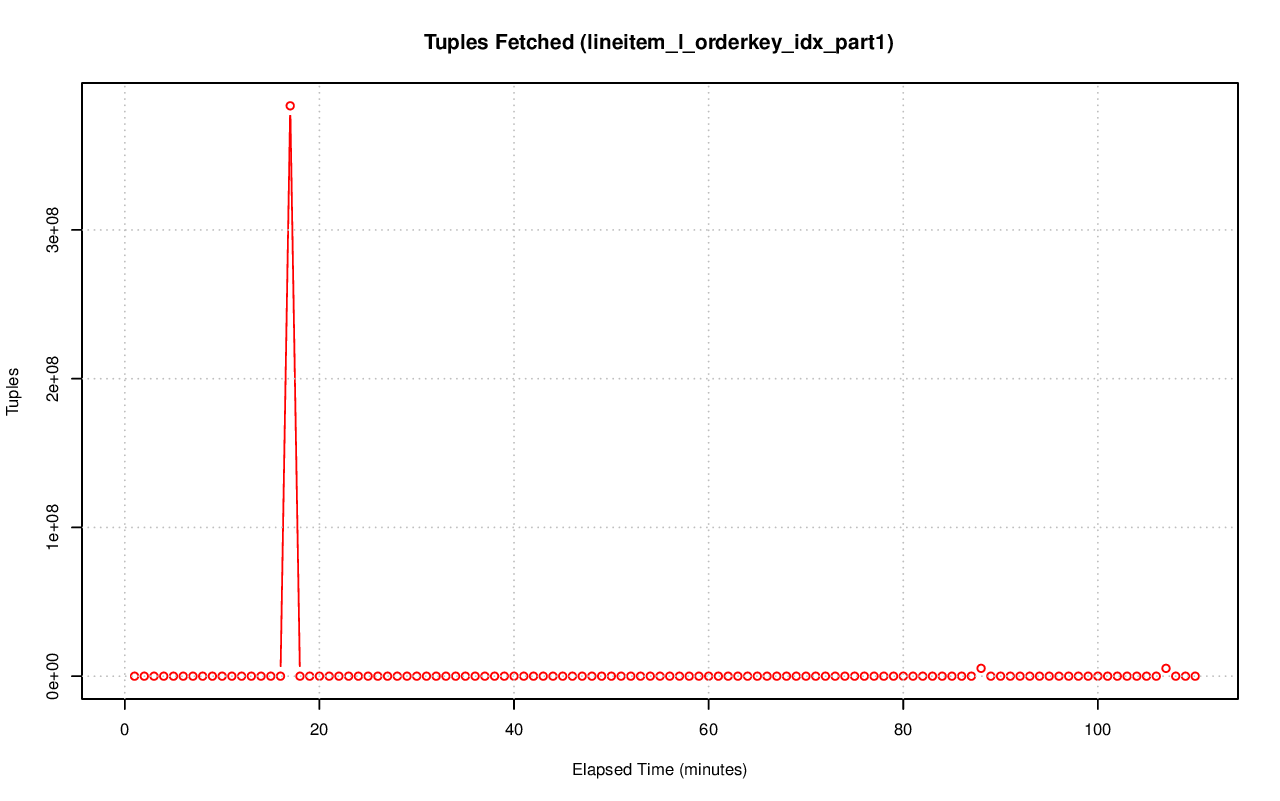 Tuples Fetched (lineitem_l_orderkey_idx_part1)
Tuples
3e+08
2e+08
1e+08
0e+00
0 20 40 60 80 100
Elapsed Time (minutes)